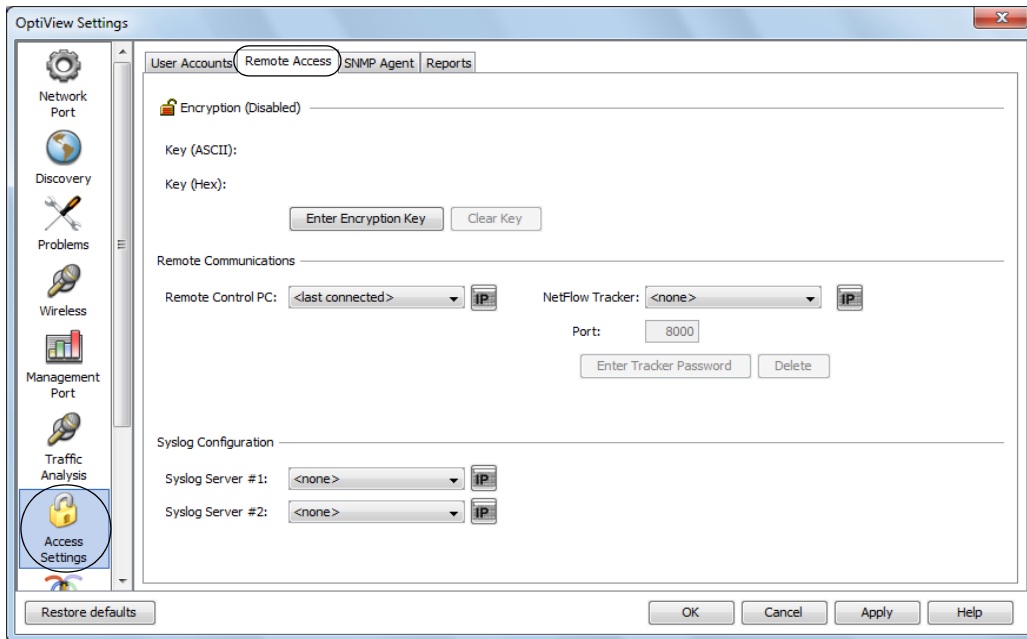 OptiView Settings
x
Network
Port
Discovery
Problems
Wireless
Management
Port
Traffic
Analysis
Access
Settings
User Accounts Remote Access SNMP Agent Reports
Encryption (Disabled)
Key (ASCII):
Key (Hex):
Enter Encryption Key Clear Key
Remote Communications
Remote Control PC: <last connected> IP NetFlow Tracker: <none> IP
Port: 8000
Enter Tracker Password Delete
Syslog Configuration
Syslog Server #1: <none> IP
Syslog Server #2: <none> IP
Restore defaults OK Cancel Apply Help